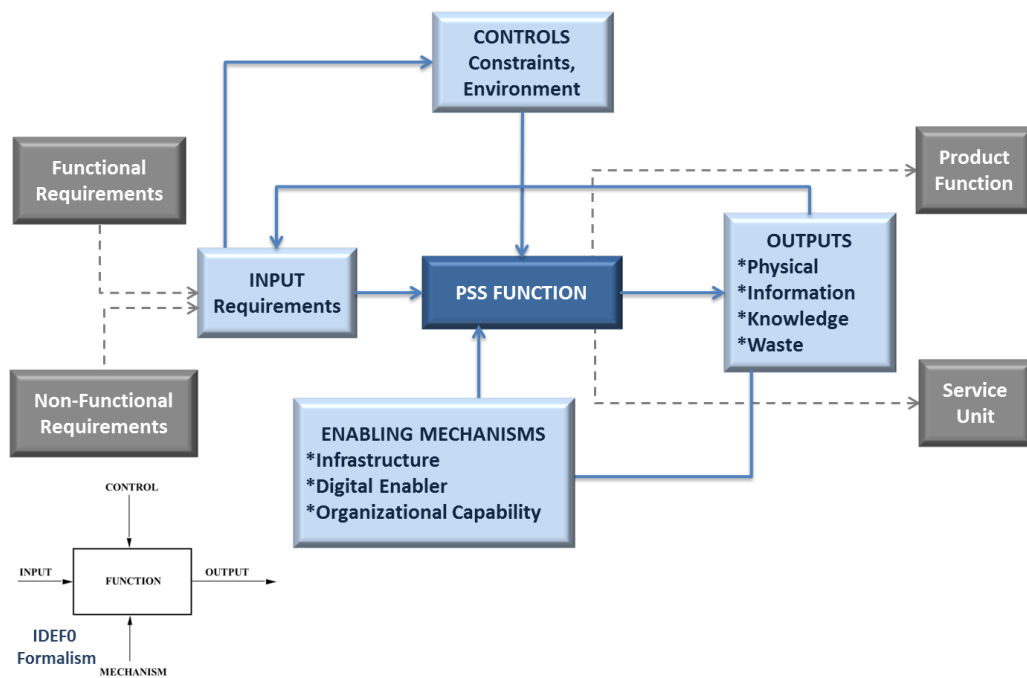 CONTROLS
Constraints,
Environment
Functional
Requirements
Product
Function
INPUT
Requirements
PSS FUNCTION
OUTPUTS
*Physical
*Information
*Knowledge
*Waste
Non-Functional
Requirements
Service
Unit
ENABLING MECHANISMS
*Infrastructure
*Digital Enabler
*Organizational Capability
CONTROL
INPUT
FUNCTION
OUTPUT
IDEF0
Formalism
MECHANISM